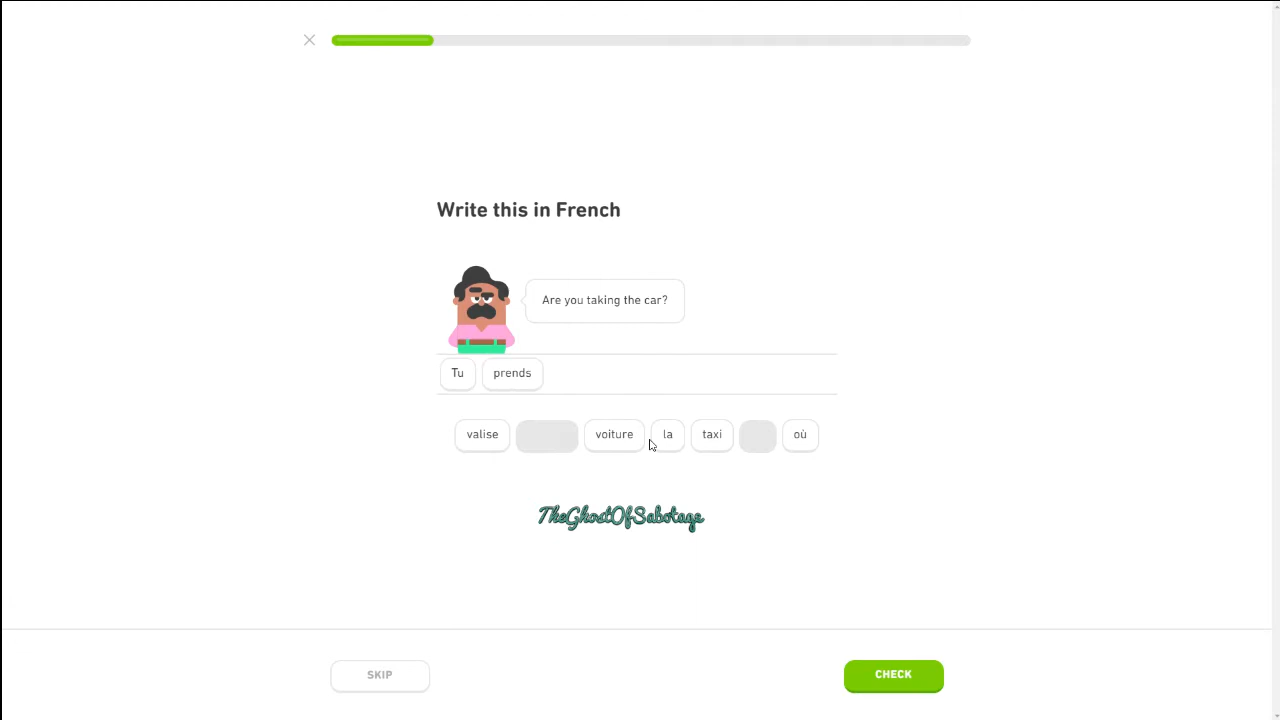 Write this in French
Are you taking the car?
Tu prends
valise voiture la taxi où
TheGhostOfSabotage
SKIP CHECK